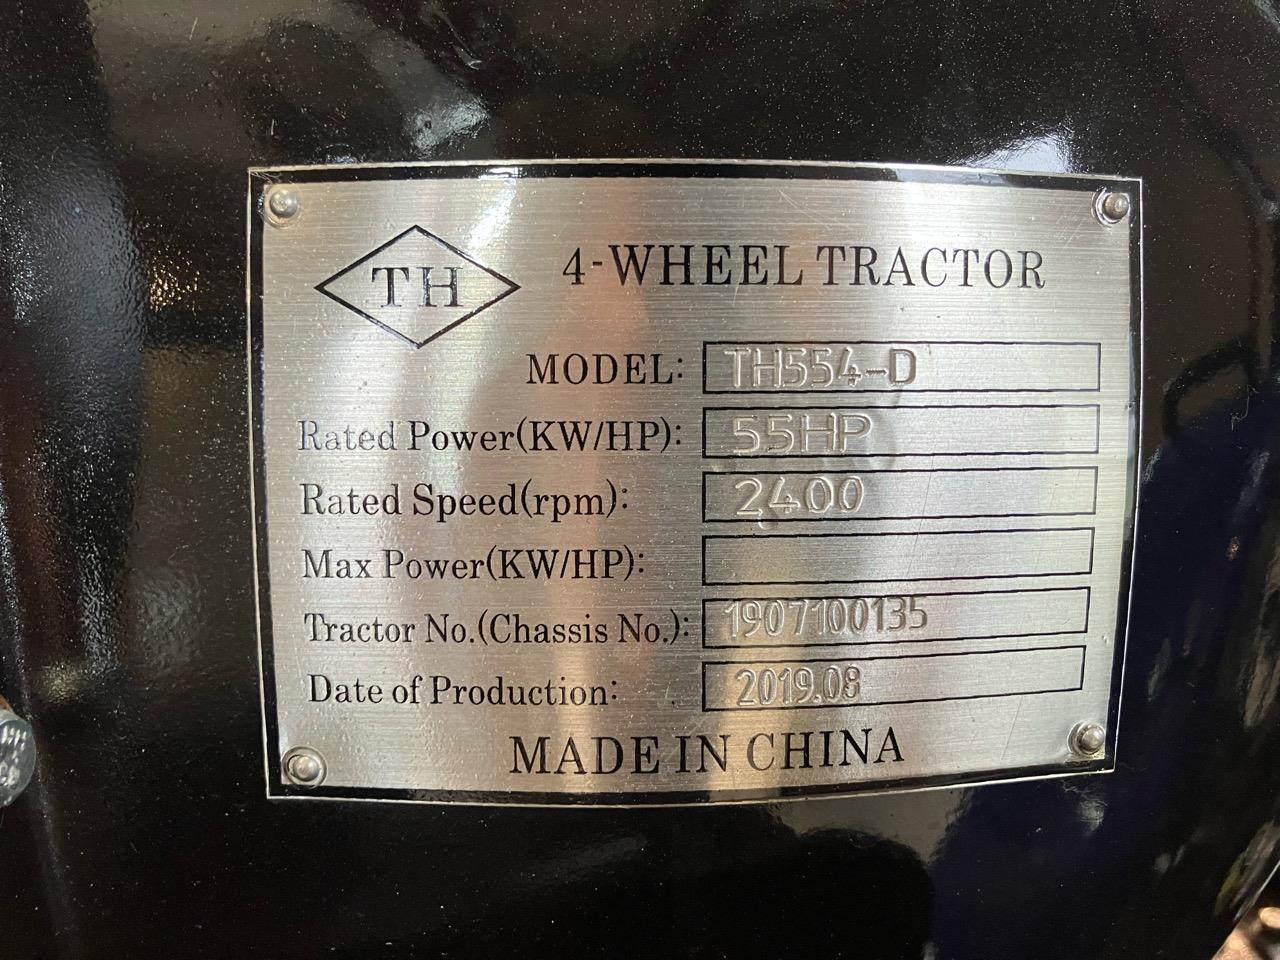 TH
4-WHEEL TRACTOR
MODEL: TH554-D
Rated Power(KW/HP): 55HP
Rated Speed(rpm): 2400
Max Power(KW/HP):
Tractor No.(Chassis No.): 1907100135
Date of Production: 2019.08
MADE IN CHINA